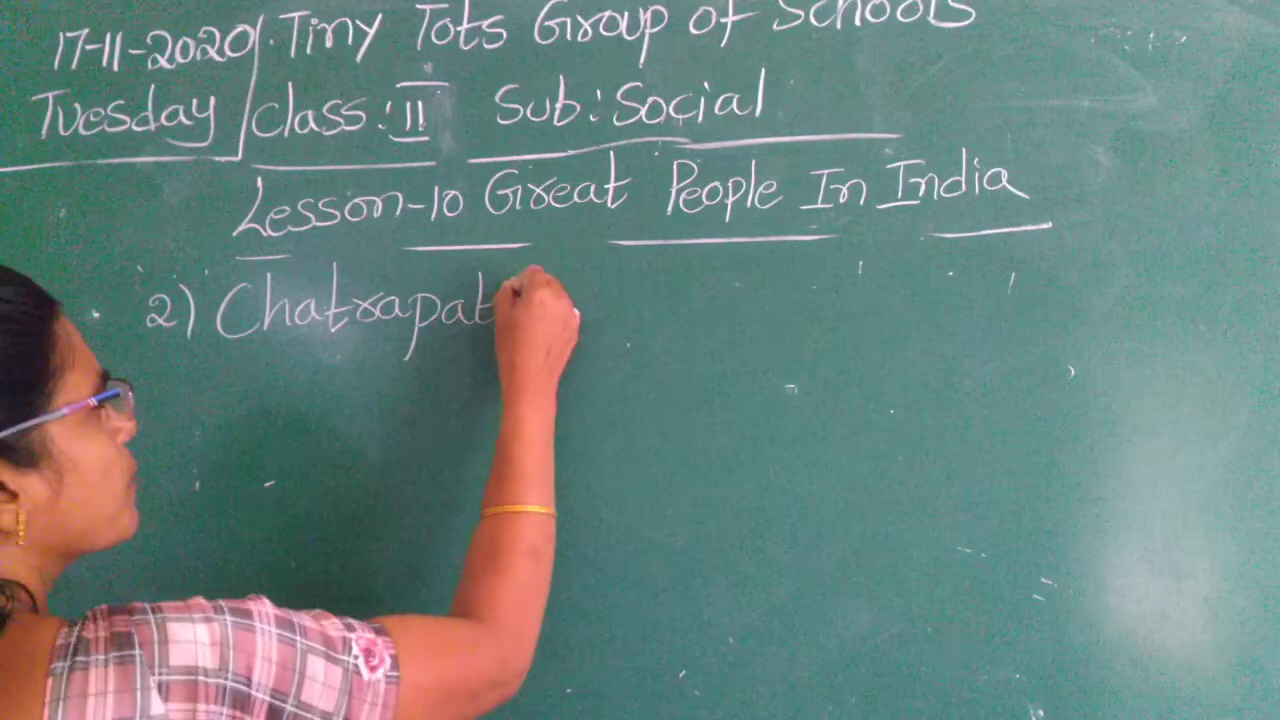 17-11-2020 Tiny Tots Group of Schools
Tuesday class: II Sub: Social
Lesson-10 Great People In India
2) Chatrapat